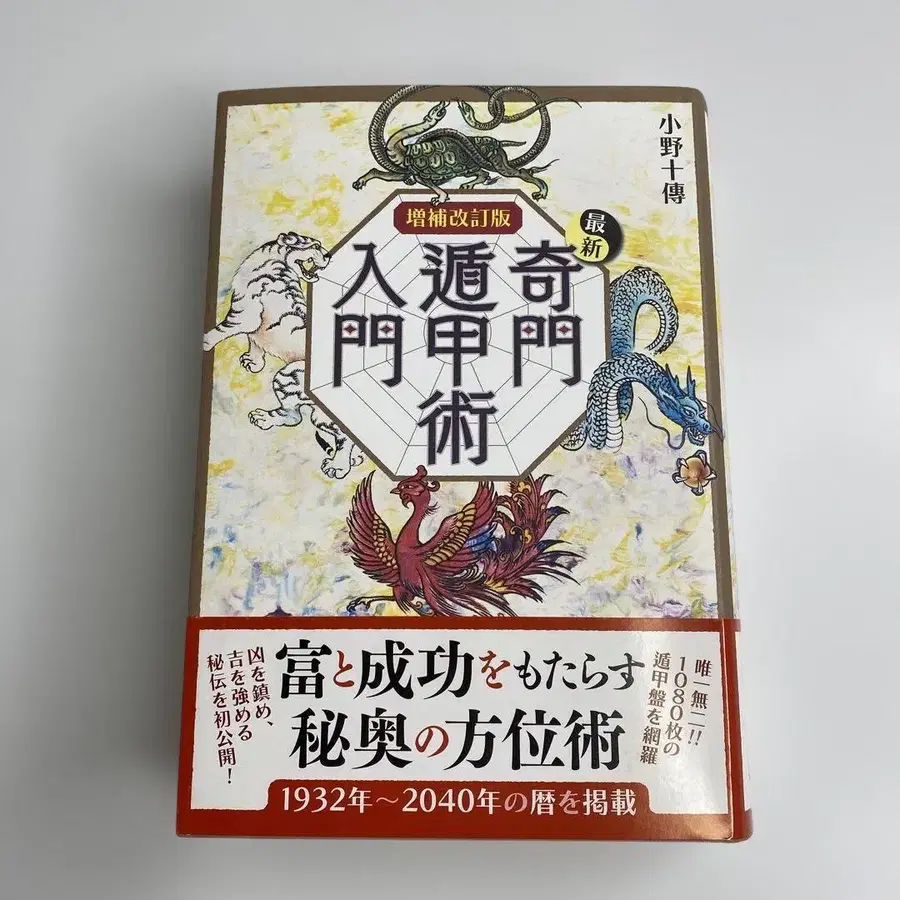 小野十傳
最新
増補改訂版
奇門
遁甲術
入門
唯一無二!!
1080枚の
遁甲盤を網羅
富と成功をもたらす
秘奥の方位術
凶を鎮め、
吉を強める
秘伝を初公開!
1932年〜2040年の暦を掲載